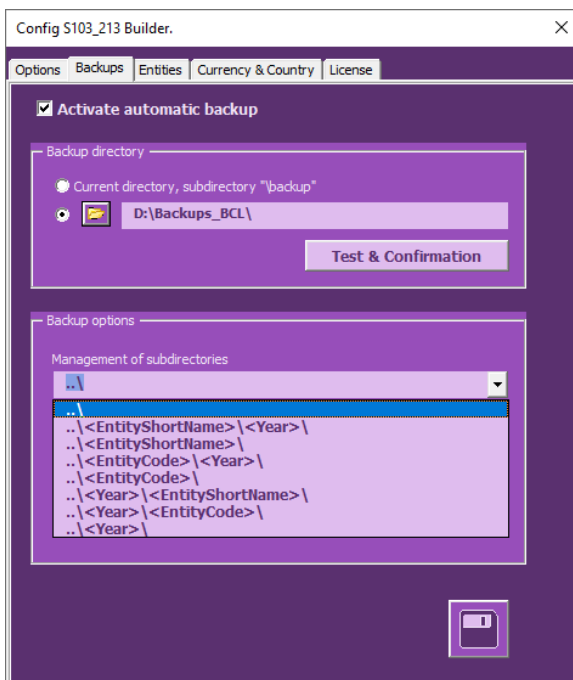 Config S103_213 Builder.
Options Backups Entities Currency & Country License
Activate automatic backup
Backup directory
Current directory, subdirectory "\backup"
D:\Backups_BCL\
Test & Confirmation
Backup options
Management of subdirectories
..\
..\
..\<EntityShortName>\<Year>\
..\<EntityShortName>\
..\<EntityCode>\<Year>\
..\<EntityCode>\
..\<Year>\<EntityShortName>\
..\<Year>\<EntityCode>\
..\<Year>\